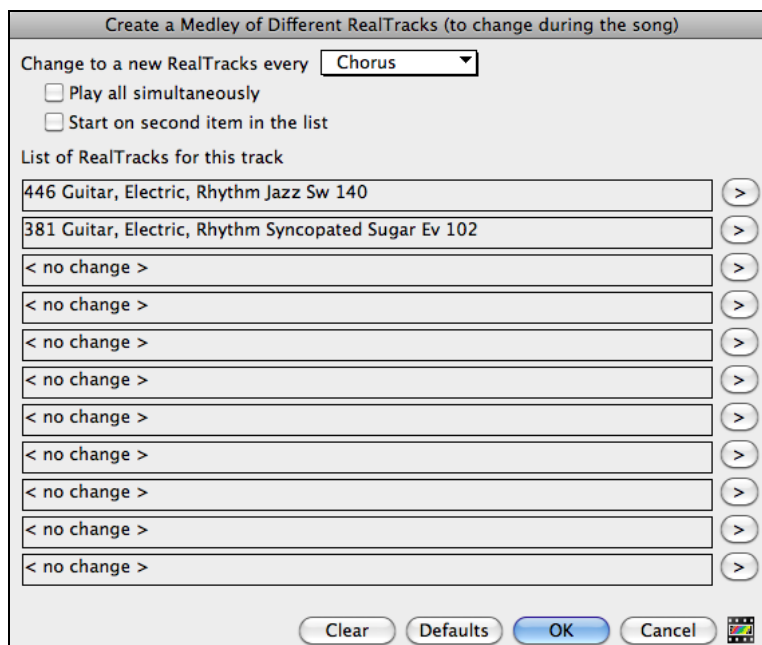 Create a Medley of Different RealTracks (to change during the song)
Change to a new RealTracks every Chorus
Play all simultaneously
Start on second item in the list
List of RealTracks for this track
446 Guitar, Electric, Rhythm Jazz Sw 140 >
381 Guitar, Electric, Rhythm Syncopated Sugar Ev 102 >
< no change > >
< no change > >
< no change > >
< no change > >
< no change > >
< no change > >
< no change > >
< no change > >
< no change > >
Clear Defaults OK Cancel